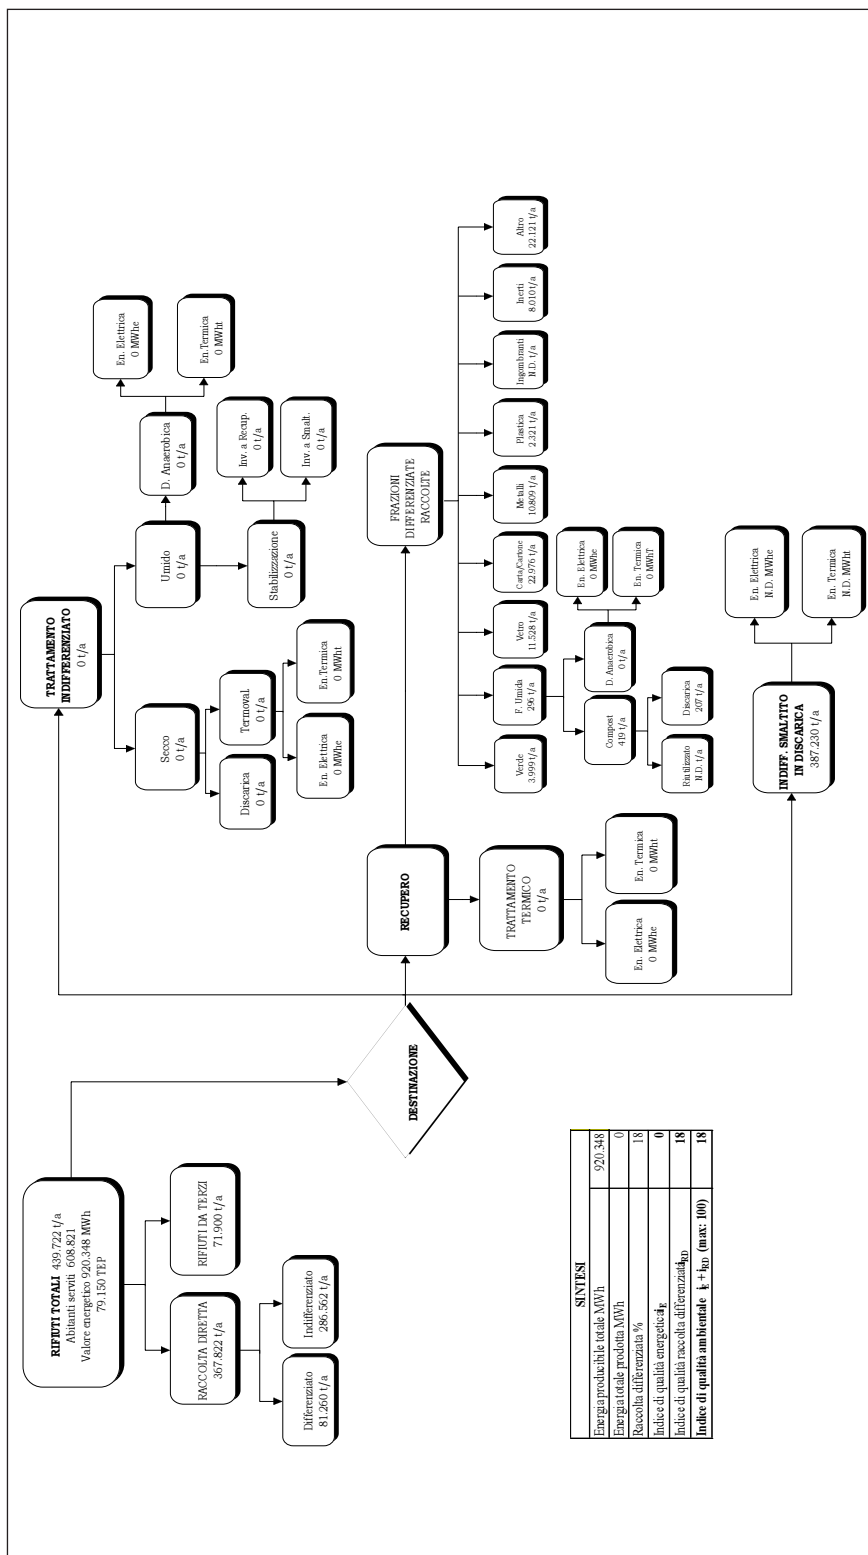 RIFIUTI TOTALI 439.722 t/a
Abitanti serviti 608.821
Valore energetico 920.348 MWh
79.150 TEP
RACCOLTA DIRETTA
367.822 t/a
RIFIUTI DA TERZI
71.900 t/a
Differenziato
81.260 t/a
Indifferenziato
286.562 t/a
DESTINAZIONE
TRATTAMENTO
INDIFFERENZIATO
0 t/a
Secco
0 t/a
Umido
0 t/a
Discarica
0 t/a
Termoval.
0 t/a
En. Elettrica
0 MWhe
En.Termica
0 MWht
D. Anaerobica
0 t/a
En. Elettrica
0 MWhe
En.Termica
0 MWht
Stabilizzazione
0 t/a
Inv. a Recup.
0 t/a
Inv. a Smalt.
0 t/a
RECUPERO
TRATTAMENTO
TERMICO
0 t/a
En. Elettrica
0 MWhe
En. Termica
0 MWht
FRAZIONI
DIFFERENZIATE
RACCOLTE
Verde
3.999 t/a
F. Umida
296 t/a
Vetro
11.528 t/a
Carta/Cartone
22.976 t/a
Metalli
10.809 t/a
Plastica
2.321 t/a
Ingombranti
N.D. t/a
Inerti
8.010 t/a
Altro
22.121 t/a
Compost
419 t/a
D. Anaerobica
0 t/a
Riutilizzato
N.D. t/a
Discarica
207 t/a
En. Elettrica
0 MWhe
En. Termica
0 MWhT
INDIFF. SMALTITO
IN DISCARICA
387.230 t/a
En. Elettrica
N.D. MWhe
En. Termica
N.D. MWht
SINTESI
Energia producibile totale MWh 920.348
Energia totale prodotta MWh 0
Raccolta differenziata % 18
Indice di qualità energetica iE 0
Indice di qualità raccolta differenziata iRD 18
Indice di qualità ambientale iE + iRD (max: 100) 18